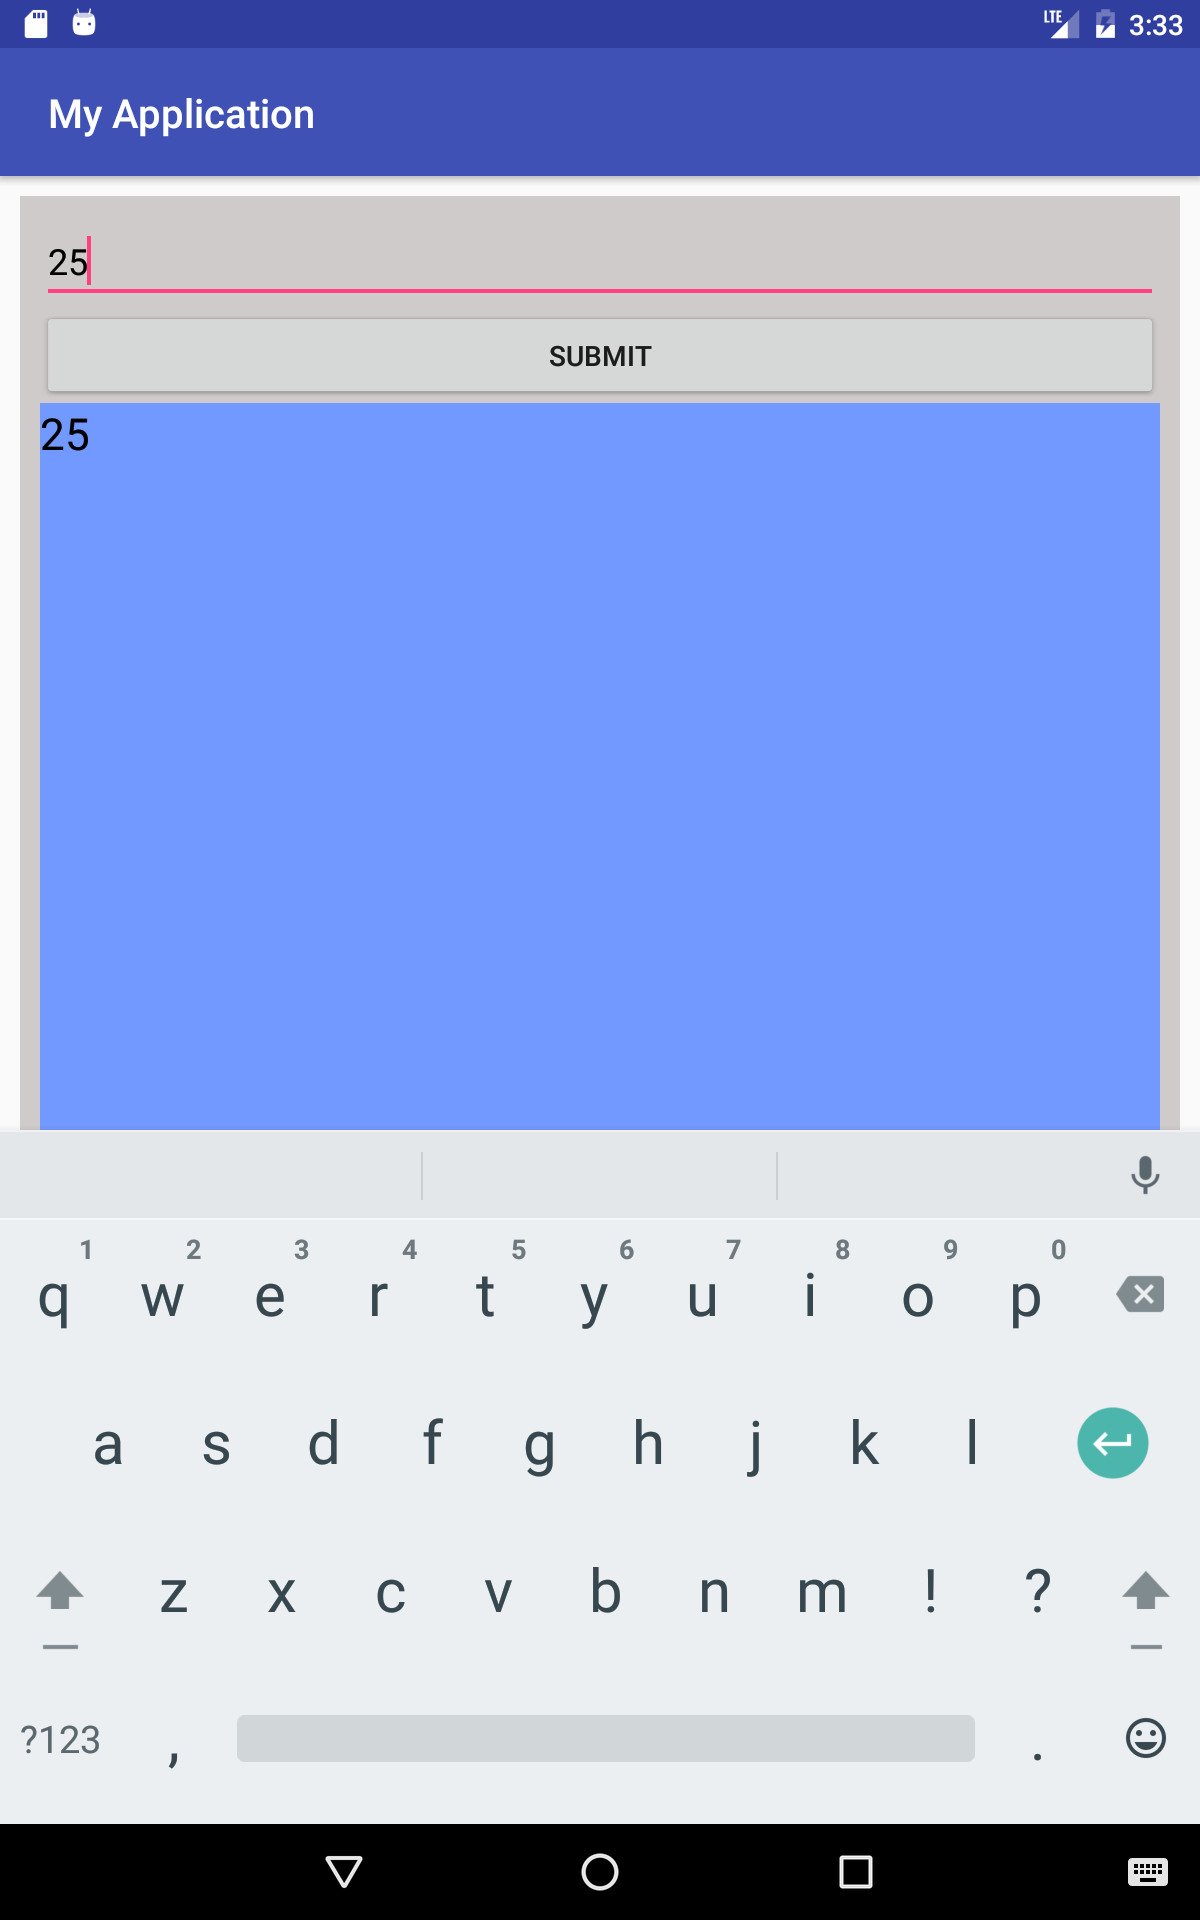 LTE 3:33
My Application
25
SUBMIT
25
1 2 3 4 5 6 7 8 9 0
q w e r t y u i o p
a s d f g h j k l
z x c v b n m ! ?
?123 , .